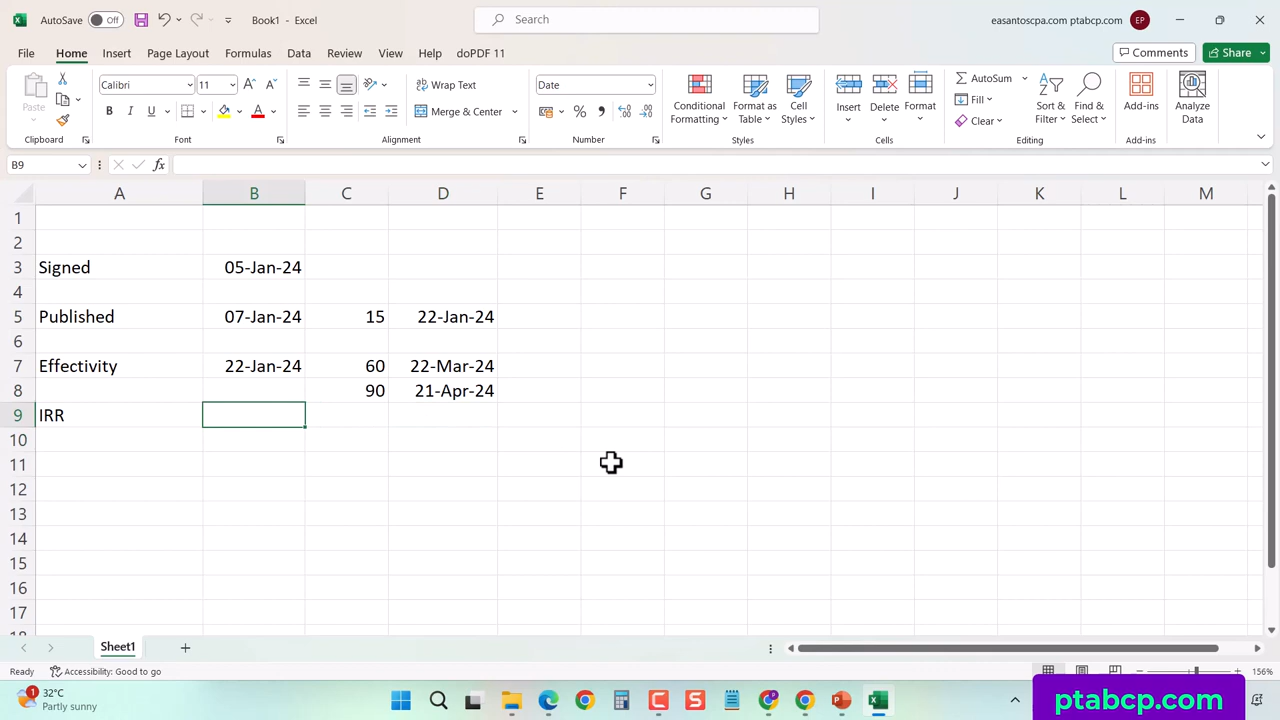 AutoSave Off Book1 - Excel Search easantoscpa.com ptabcp.com EP
File Home Insert Page Layout Formulas Data Review View Help doPDF 11 Comments Share
Paste Calibri 11 Wrap Text Date Conditional Format as Cell Insert Delete Format AutoSum Sort & Find & Add-ins Analyze
Formatting Table Styles Filter Select Data
B I U Merge & Center Fill
Clear
Clipboard Font Alignment Number Styles Cells Editing Add-ins
B9 fx
A B C D E F G H I J K L M
1
2
3 Signed 05-Jan-24
4
5 Published 07-Jan-24 15 22-Jan-24
6
7 Effectivity 22-Jan-24 60 22-Mar-24
8 90 21-Apr-24
9 IRR
10
11
12
13
14
15
16
17
Sheet1
Ready Accessibility: Good to go 156%
1 32°C
Partly sunny
ptabcp.com